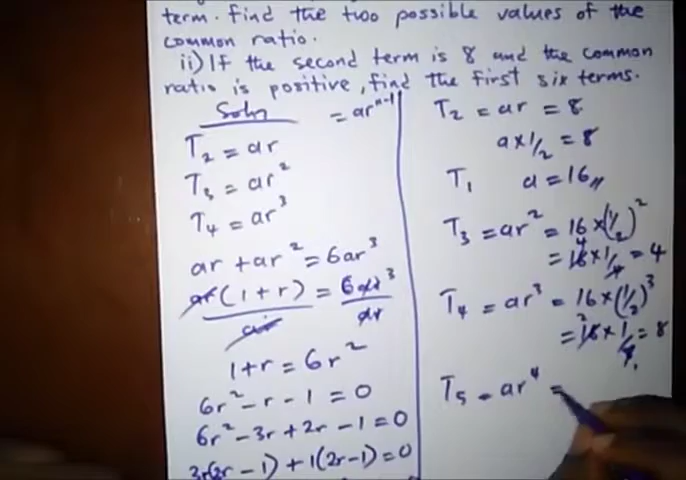 term. find the two possible values of the
common ratio.
ii) If the second term is 8 and the common
ratio is positive, find the first six terms.
Soln = ar^n-1
T2 = ar
T3 = ar²
T4 = ar³
ar + ar² = 6ar³
ar(1+r)/ar = 6ar³/ar
1+r = 6r²
6r² - r - 1 = 0
6r² - 3r + 2r - 1 = 0
3r(2r-1) + 1(2r-1) = 0
T2 = ar = 8
a x 1/2 = 8
T1 a = 16
T3 = ar² = 16 x (1/2)²
= 16 x 1/4 = 4
T4 = ar³ = 16 x (1/2)³
= 16 x 1/8 = 8
T5 = ar⁴ =